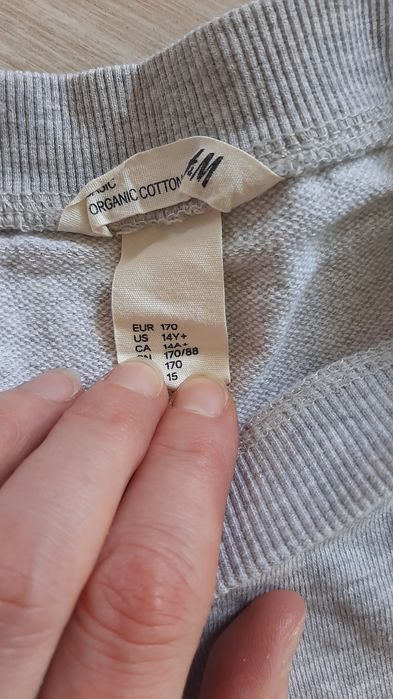 H&M
ORGANIC COTTON
EUR 170
US 14Y+
CA 14A+
170/88
170
15